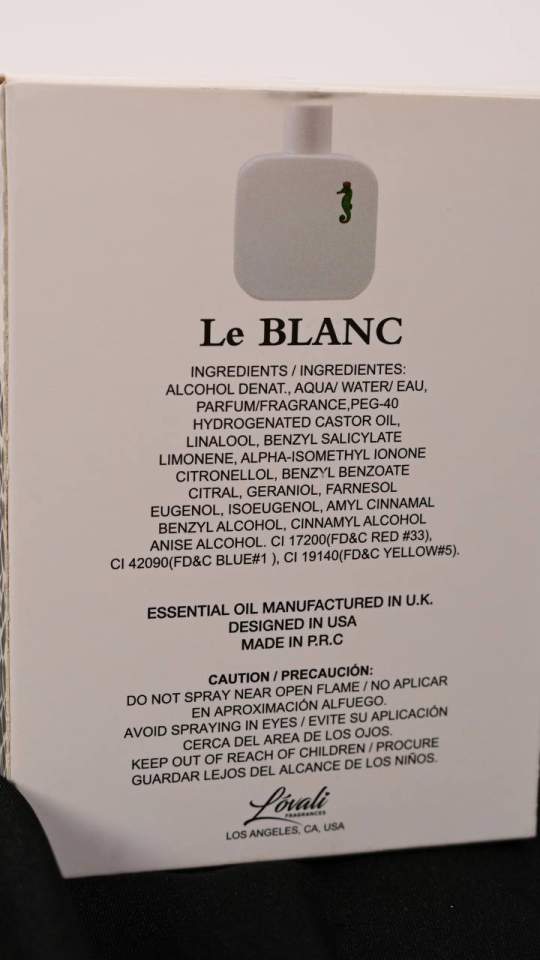 Le BLANC
INGREDIENTS / INGREDIENTES:
ALCOHOL DENAT., AQUA/ WATER/ EAU,
PARFUM/FRAGRANCE,PEG-40
HYDROGENATED CASTOR OIL,
LINALOOL, BENZYL SALICYLATE
LIMONENE, ALPHA-ISOMETHYL IONONE
CITRONELLOL, BENZYL BENZOATE
CITRAL, GERANIOL, FARNESOL
EUGENOL, ISOEUGENOL, AMYL CINNAMAL
BENZYL ALCOHOL, CINNAMYL ALCOHOL
ANISE ALCOHOL. CI 17200(FD&C RED #33),
CI 42090(FD&C BLUE#1 ), CI 19140(FD&C YELLOW#5).
ESSENTIAL OIL MANUFACTURED IN U.K.
DESIGNED IN USA
MADE IN P.R.C
CAUTION / PRECAUCIÓN:
DO NOT SPRAY NEAR OPEN FLAME / NO APLICAR
EN APROXIMACIÓN ALFUEGO.
AVOID SPRAYING IN EYES / EVITE SU APLICACIÓN
CERCA DEL AREA DE LOS OJOS.
KEEP OUT OF REACH OF CHILDREN / PROCURE
GUARDAR LEJOS DEL ALCANCE DE LOS NIÑOS.
Lóvali
FRAGRANCES
LOS ANGELES, CA, USA